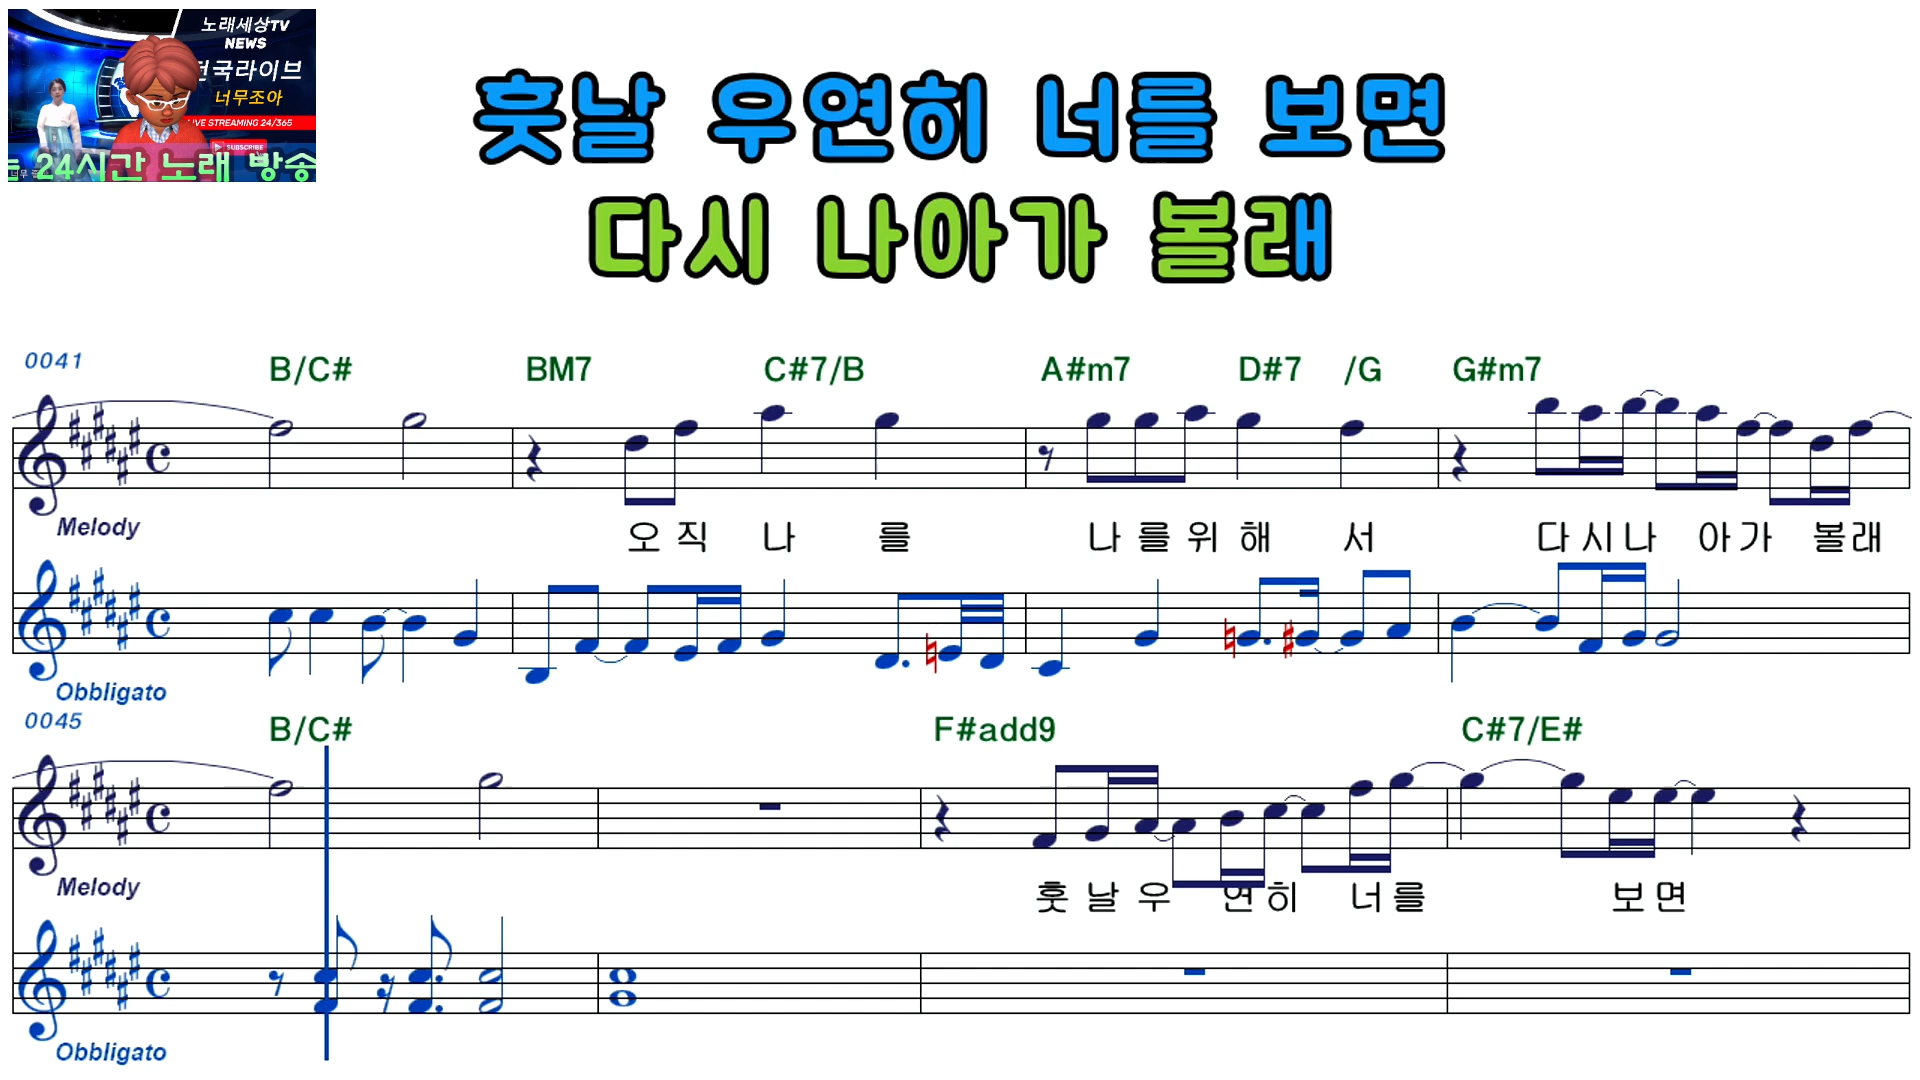 노래세상TV
NEWS
전국라이브
너무조아
LIVE STREAMING 24/365
SUBSCRIBE
24시간 노래 방송
훗날 우연히 너를 보면
다시 나아가 볼래
0041
B/C# BM7 C#7/B A#m7 D#7 /G G#m7
Melody
오직 나 를 나를위해 서 다시나 아가 볼래
Obbligato
0045
B/C# F#add9 C#7/E#
Melody
훗날우 연히 너를 보면
Obbligato